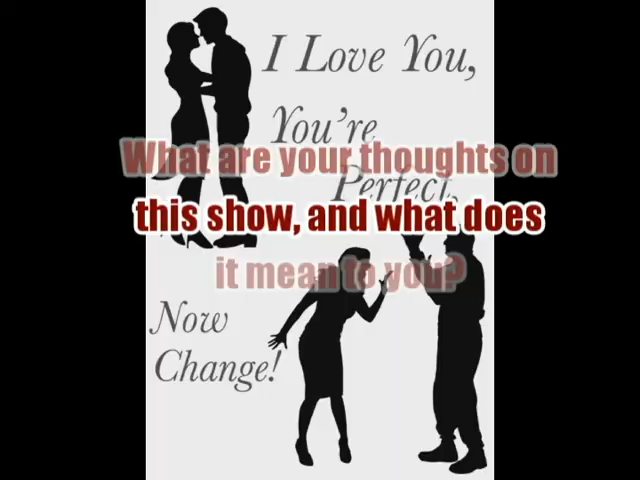 I Love You,
You're
Perfect,
What are your thoughts on
this show, and what does
it mean to you?
Now
Change!